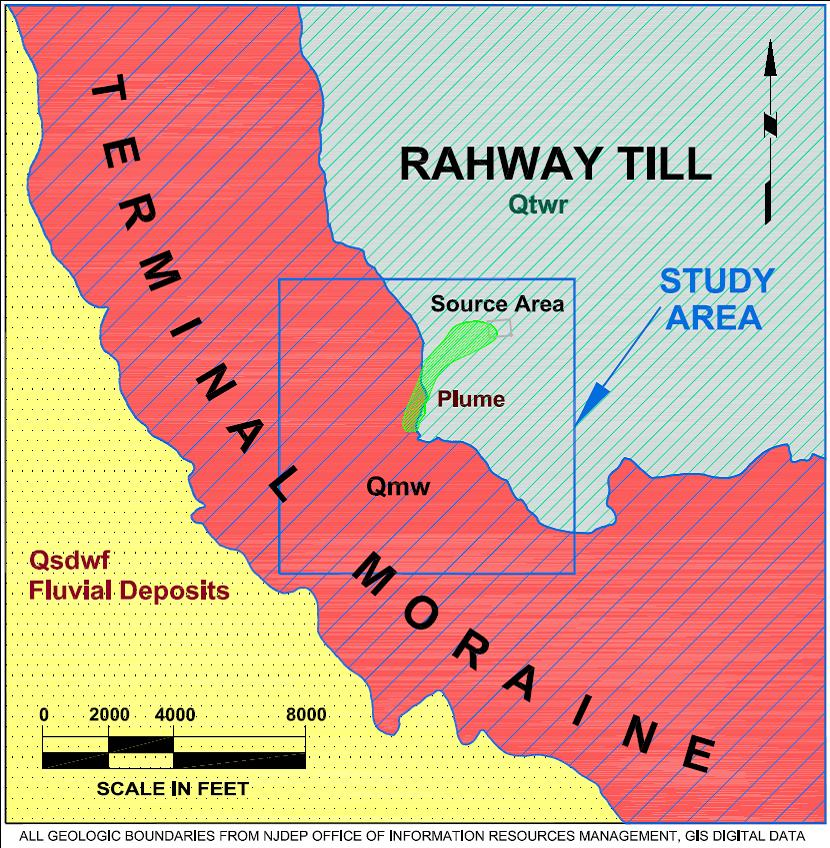 TERMINAL MORAINE
RAHWAY TILL
Qtwr
STUDY
AREA
Source Area
Plume
Qmw
Qsdwf
Fluvial Deposits
0 2000 4000 8000
SCALE IN FEET
ALL GEOLOGIC BOUNDARIES FROM NJDEP OFFICE OF INFORMATION RESOURCES MANAGEMENT, GIS DIGITAL DATA